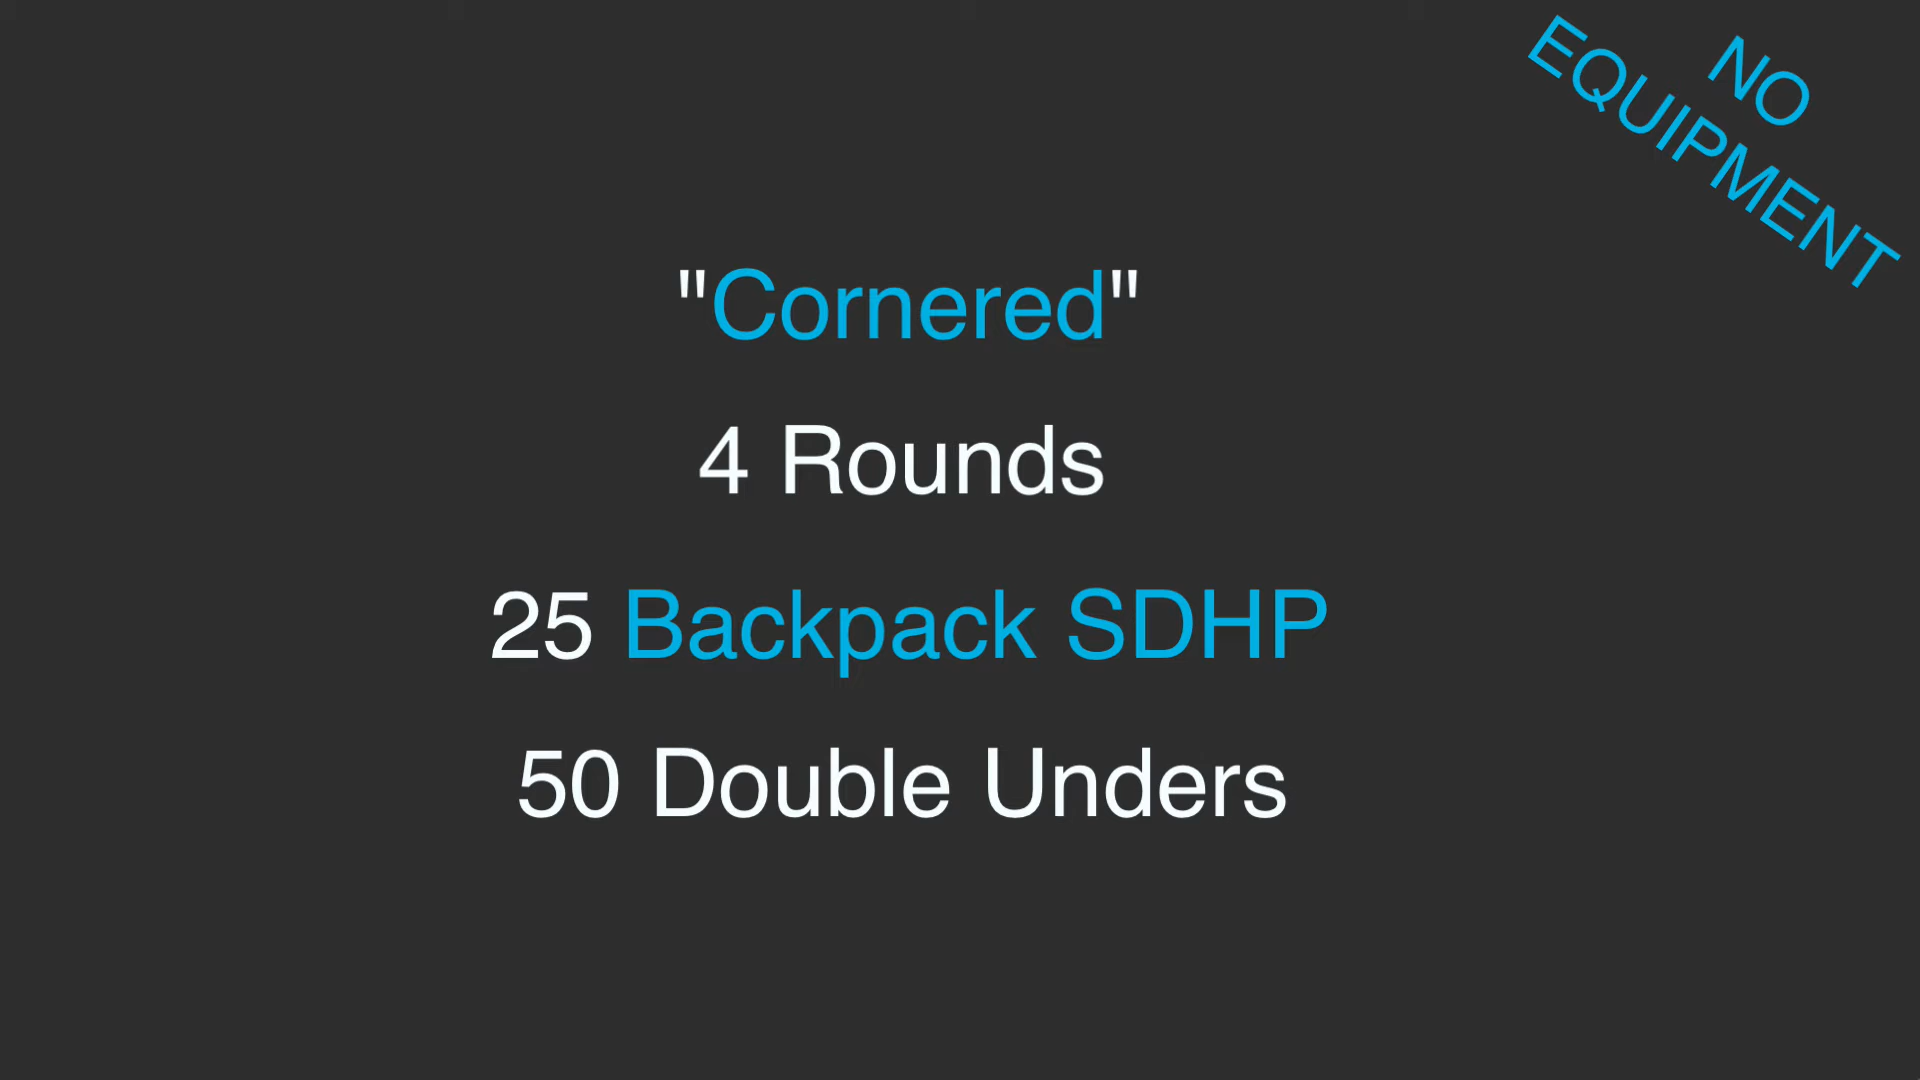 NO
EQUIPMENT
"Cornered"
4 Rounds
25 Backpack SDHP
50 Double Unders